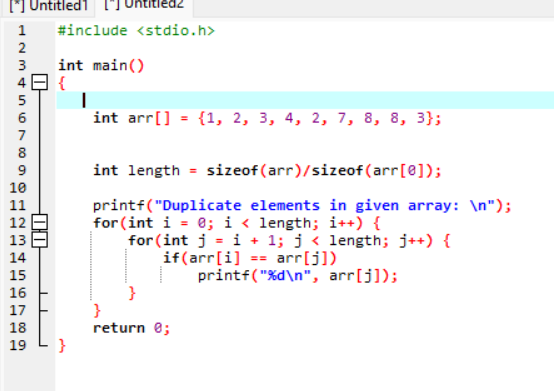 [*] Untitled1 [*] Untitled2
1 #include <stdio.h>
2
3 int main()
4 {
5
6 int arr[] = {1, 2, 3, 4, 2, 7, 8, 8, 3};
7
8
9 int length = sizeof(arr)/sizeof(arr[0]);
10
11 printf("Duplicate elements in given array: \n");
12 for(int i = 0; i < length; i++) {
13 for(int j = i + 1; j < length; j++) {
14 if(arr[i] == arr[j])
15 printf("%d\n", arr[j]);
16 }
17 }
18 return 0;
19 }